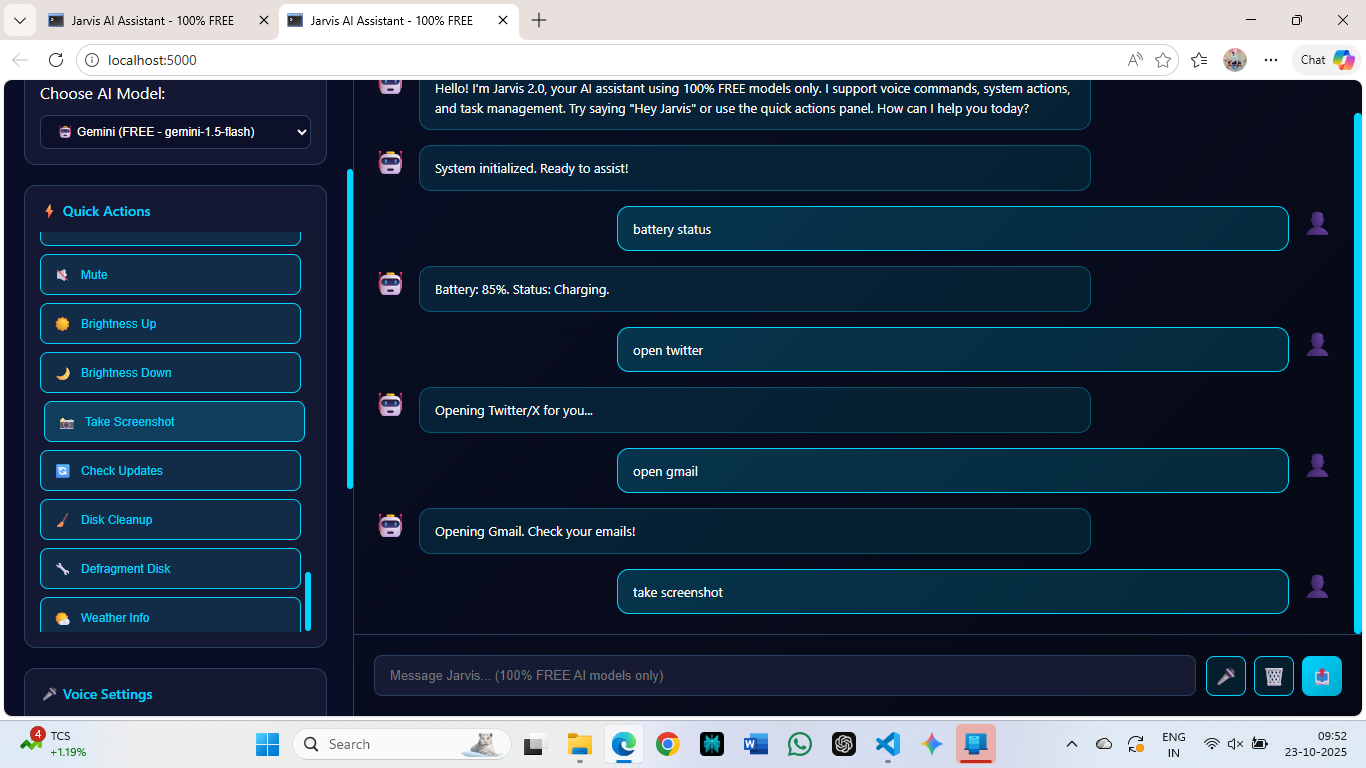 Jarvis AI Assistant - 100% FREE
Jarvis AI Assistant - 100% FREE
localhost:5000
Chat
Choose AI Model:
Gemini (FREE - gemini-1.5-flash)
Quick Actions
Mute
Brightness Up
Brightness Down
Take Screenshot
Check Updates
Disk Cleanup
Defragment Disk
Weather Info
Voice Settings
Hello! I'm Jarvis 2.0, your AI assistant using 100% FREE models only. I support voice commands, system actions,
and task management. Try saying "Hey Jarvis" or use the quick actions panel. How can I help you today?
System initialized. Ready to assist!
battery status
Battery: 85%. Status: Charging.
open twitter
Opening Twitter/X for you...
open gmail
Opening Gmail. Check your emails!
take screenshot
Message Jarvis... (100% FREE AI models only)
4
TCS
+1.19%
Search
ENG
IN
09:52
23-10-2025